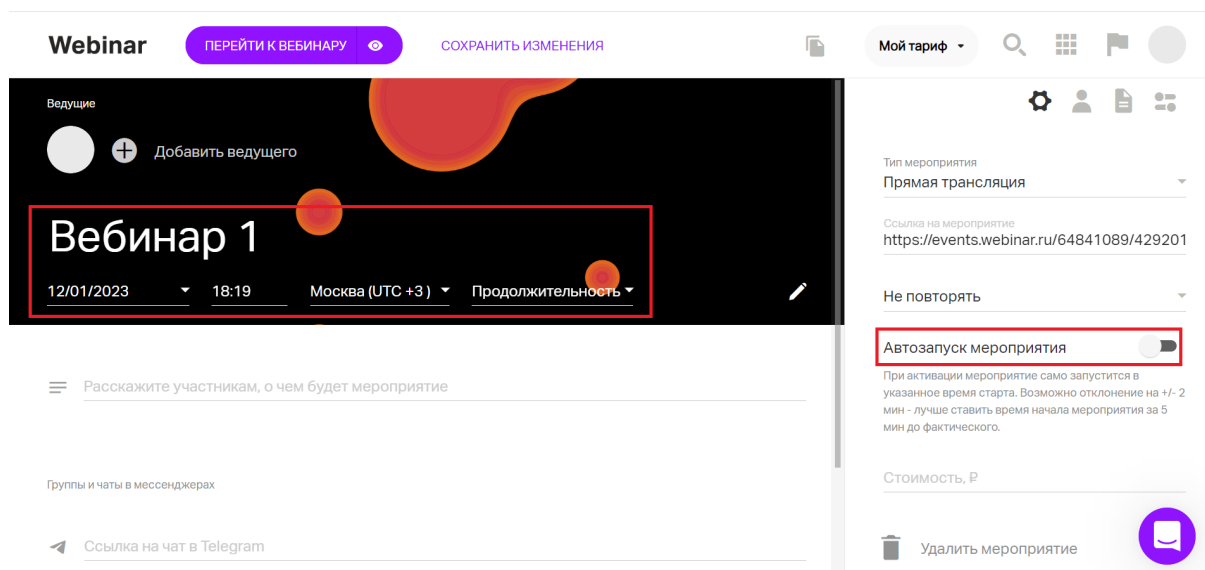 Webinar
ПЕРЕЙТИ К ВЕБИНАРУ
СОХРАНИТЬ ИЗМЕНЕНИЯ
Мой тариф
Ведущие
Добавить ведущего
Вебинар 1
12/01/2023
18:19
Москва (UTC +3 )
Продолжительность
Расскажите участникам, о чем будет мероприятие
Группы и чаты в мессенджерах
Ссылка на чат в Telegram
Тип мероприятия
Прямая трансляция
Ссылка на мероприятие
https://events.webinar.ru/64841089/429201
Не повторять
Автозапуск мероприятия
При активации мероприятие само запустится в
указанное время старта. Возможно отклонение на +/- 2
мин - лучше ставить время начала мероприятия за 5
мин до фактического.
Стоимость, ₽
Удалить мероприятие